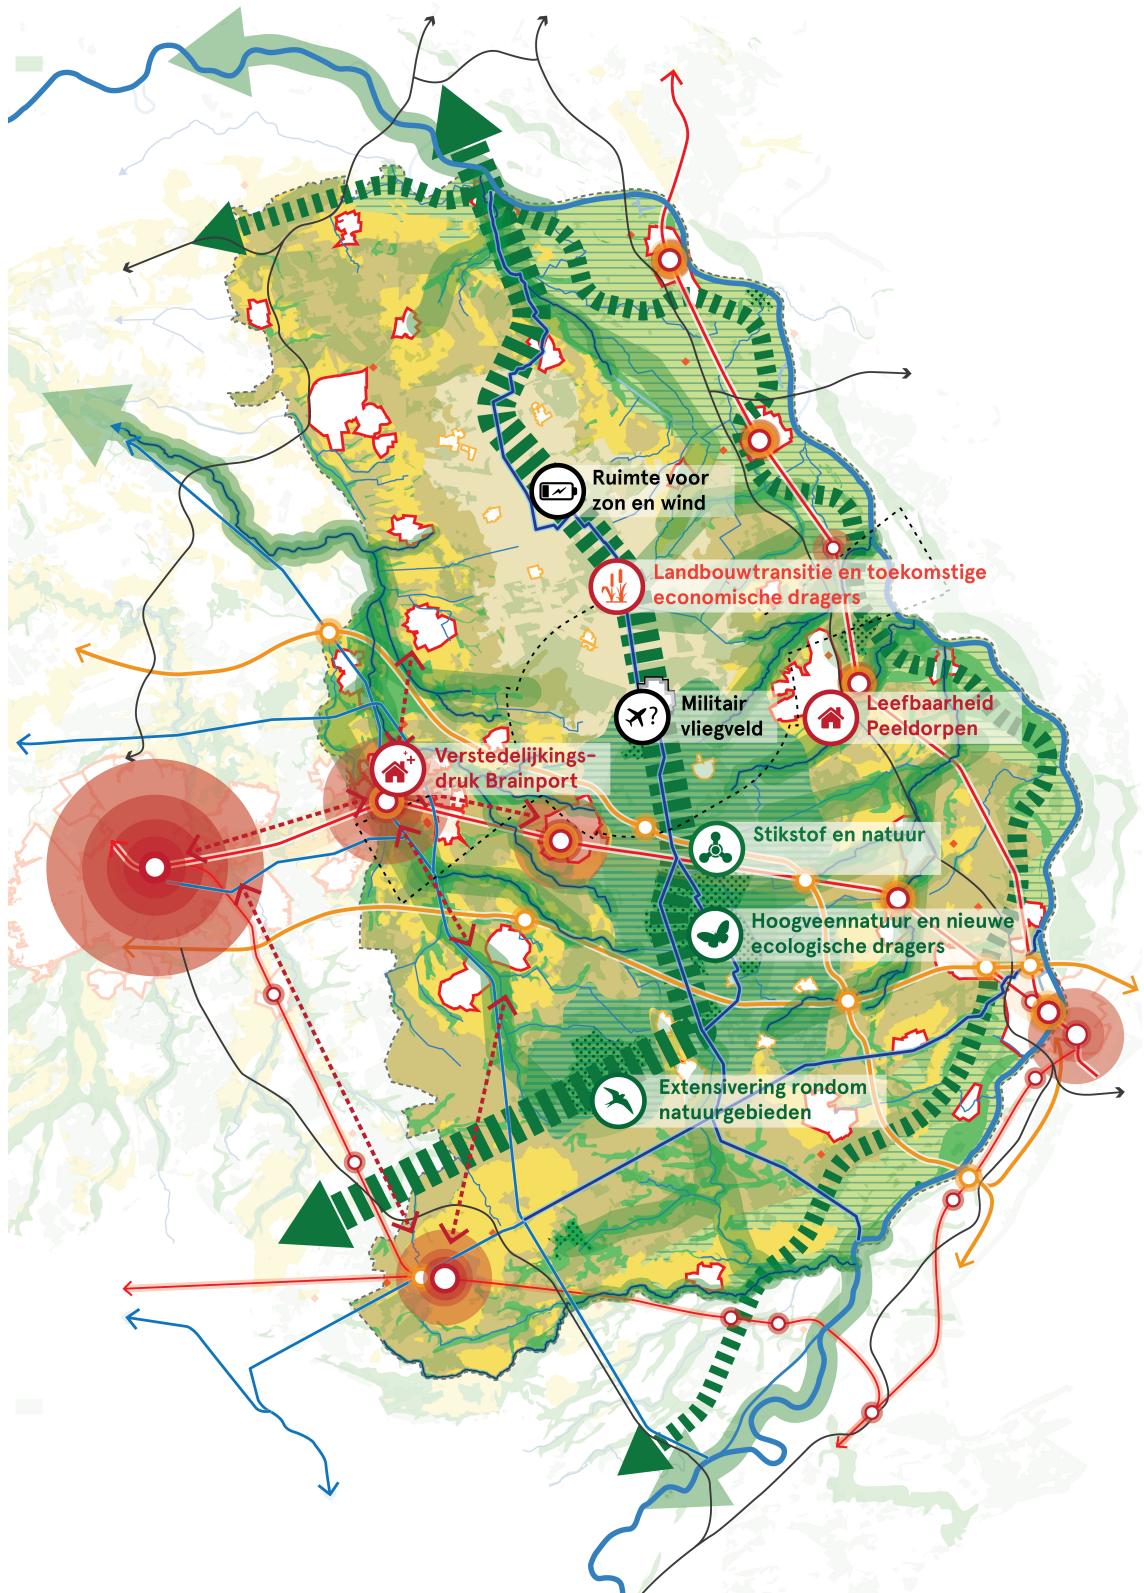 Ruimte voor
zon en wind
Landbouwtransitie en toekomstige
economische dragers
Militair
vliegveld
?
Leefbaarheid
Peeldorpen
Verstedelijkings-
druk Brainport
Stikstof en natuur
Hoogveennatuur en nieuwe
ecologische dragers
Extensivering rondom
natuurgebieden